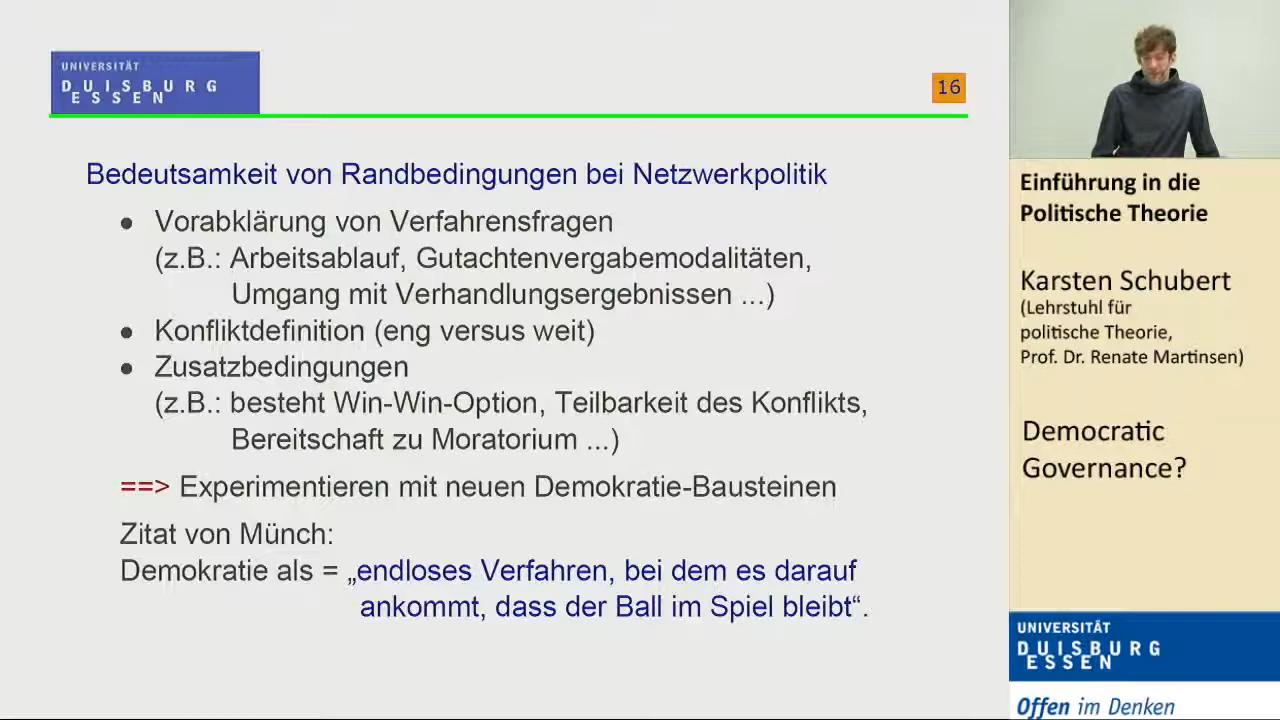 UNIVERSITÄT
DUISBURG
ESSEN
16
Bedeutsamkeit von Randbedingungen bei Netzwerkpolitik
• Vorabklärung von Verfahrensfragen
(z.B.: Arbeitsablauf, Gutachtenvergabemodalitäten,
Umgang mit Verhandlungsergebnissen ...)
• Konfliktdefinition (eng versus weit)
• Zusatzbedingungen
(z.B.: besteht Win-Win-Option, Teilbarkeit des Konflikts,
Bereitschaft zu Moratorium ...)
==> Experimentieren mit neuen Demokratie-Bausteinen
Zitat von Münch:
Demokratie als = „endloses Verfahren, bei dem es darauf
ankommt, dass der Ball im Spiel bleibt“.
Einführung in die
Politische Theorie
Karsten Schubert
(Lehrstuhl für
politische Theorie,
Prof. Dr. Renate Martinsen)
Democratic
Governance?
UNIVERSITÄT
DUISBURG
ESSEN
Offen im Denken